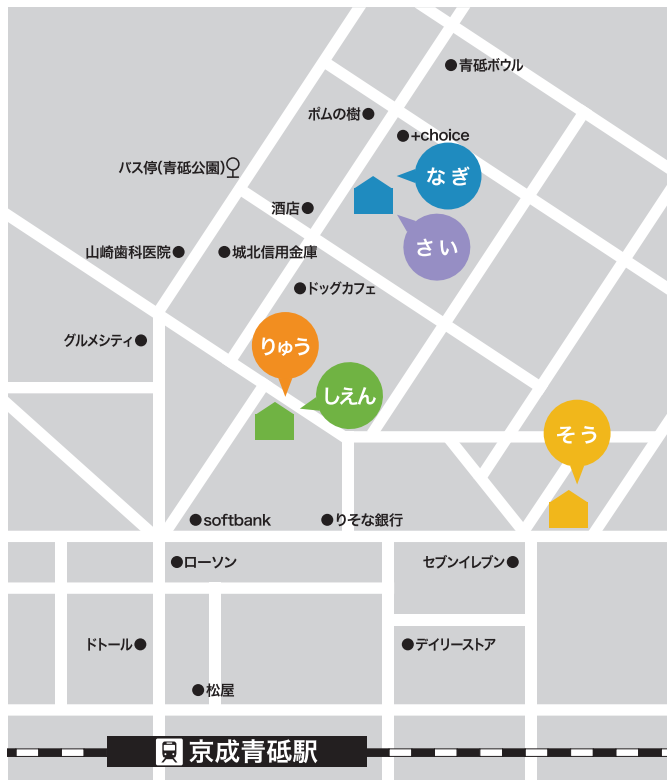 青砥ボウル
ポムの樹
+choice
バス停(青砥公園)
なぎ
酒店
さい
山崎歯科医院
城北信用金庫
ドッグカフェ
グルメシティ
りゅう
しえん
そう
softbank
りそな銀行
ローソン
セブンイレブン
ドトール
デイリーストア
松屋
京成青砥駅